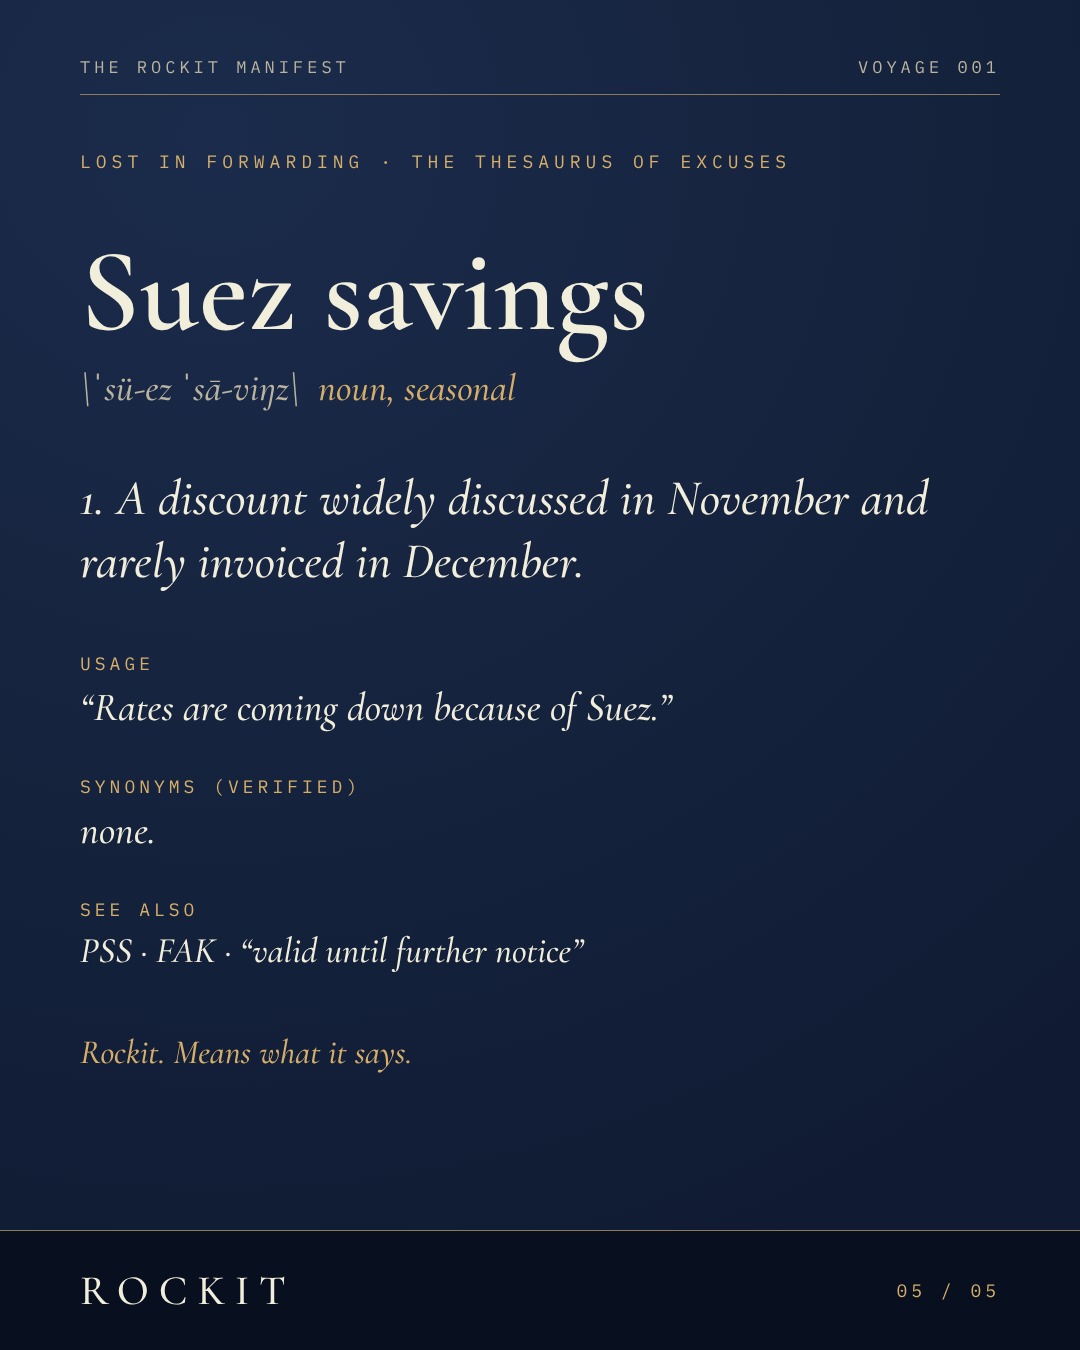 THE ROCKIT MANIFEST
VOYAGE 001
LOST IN FORWARDING · THE THESAURUS OF EXCUSES
Suez savings
\ˈsü-ez ˈsā-viŋz\ noun, seasonal
1. A discount widely discussed in November and
rarely invoiced in December.
USAGE
“Rates are coming down because of Suez.”
SYNONYMS (VERIFIED)
none.
SEE ALSO
PSS · FAK · “valid until further notice”
Rockit. Means what it says.
ROCKIT
05 / 05